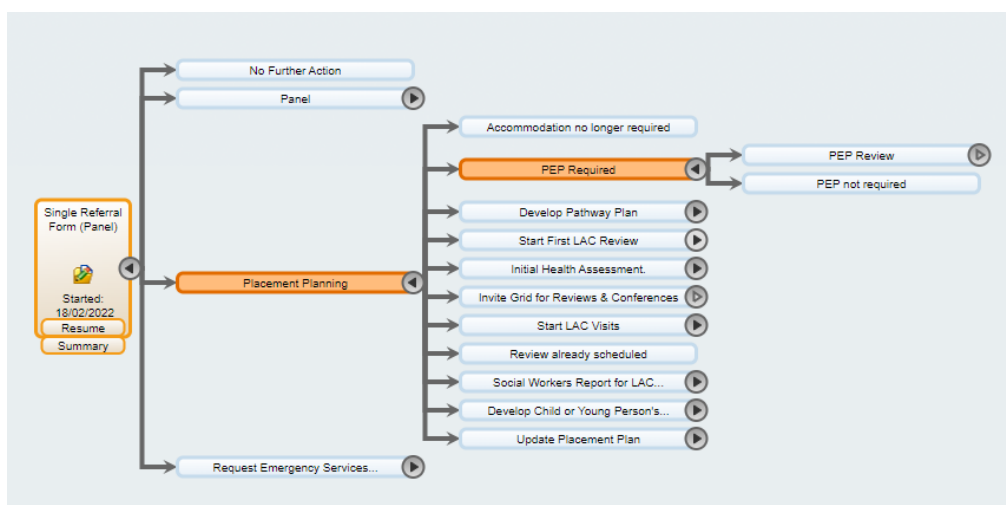 Single Referral
Form (Panel)
Started:
18/02/2022
Resume
Summary
No Further Action
Panel
Placement Planning
Request Emergency Services...
Accommodation no longer required
PEP Required
Develop Pathway Plan
Start First LAC Review
Initial Health Assessment.
Invite Grid for Reviews & Conferences
Start LAC Visits
Review already scheduled
Social Workers Report for LAC...
Develop Child or Young Person's...
Update Placement Plan
PEP Review
PEP not required